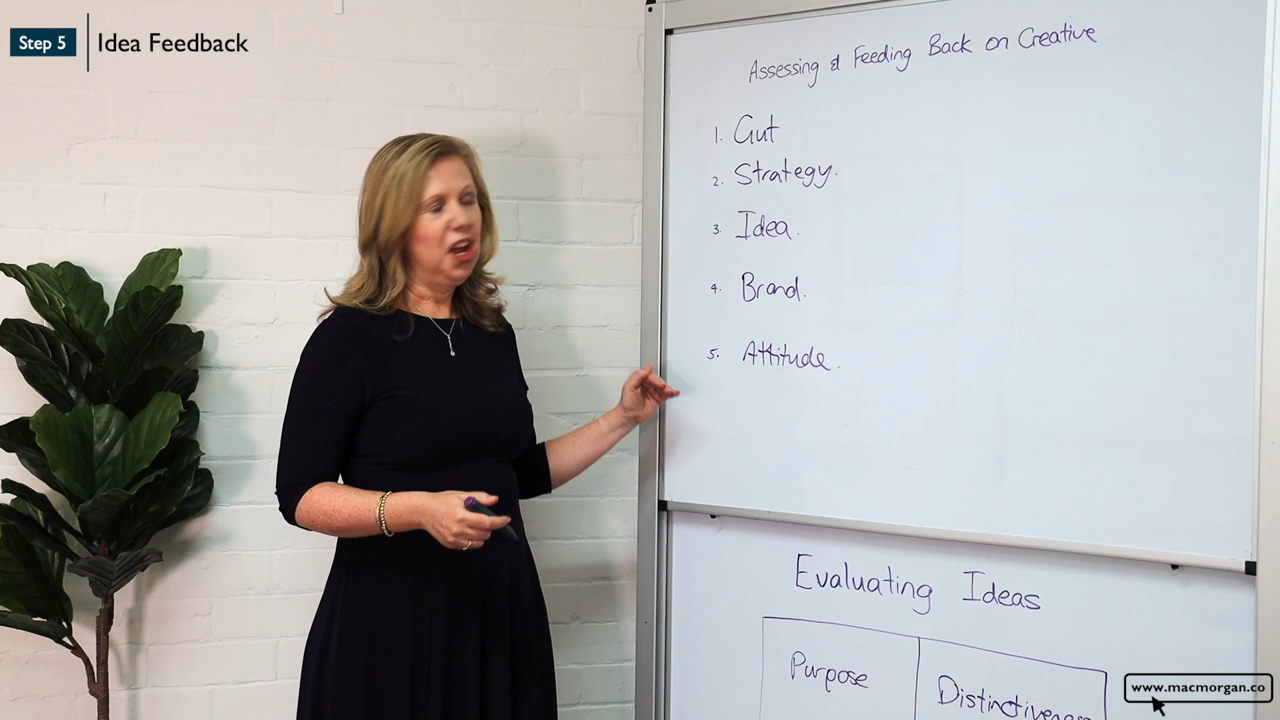 Step 5 Idea Feedback
Assessing & Feeding Back on Creative
1. Gut
2. Strategy.
3. Idea.
4. Brand.
5. Attitude.
Evaluating Ideas
Purpose
Distinctiveness
www.macmorgan.co